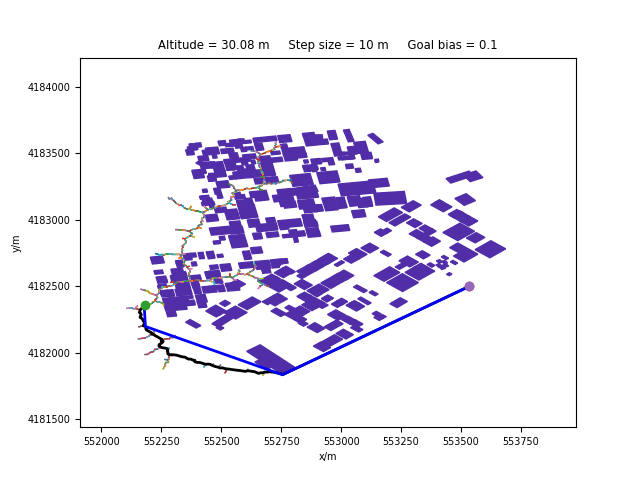 Altitude = 30.08 m     Step size = 10 m     Goal bias = 0.1
4184000
4183500
4183000
4182500
4182000
4181500
y/m
552000 552250 552500 552750 553000 553250 553500 553750
x/m